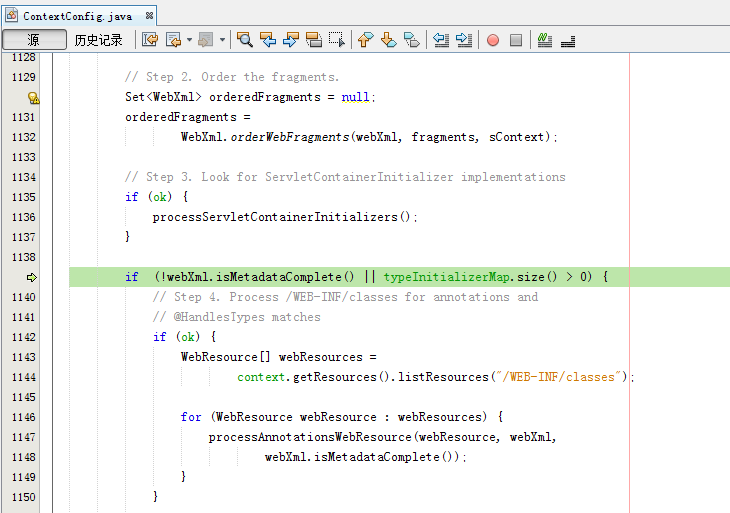 ContextConfig.java
源 历史记录
1128
1129 // Step 2. Order the fragments.
Set<WebXml> orderedFragments = null;
1131 orderedFragments =
1132 WebXml.orderWebFragments(webXml, fragments, sContext);
1133
1134 // Step 3. Look for ServletContainerInitializer implementations
1135 if (ok) {
1136 processServletContainerInitializers();
1137 }
1138
if (!webXml.isMetadataComplete() || typeInitializerMap.size() > 0) {
1140 // Step 4. Process /WEB-INF/classes for annotations and
1141 // @HandlesTypes matches
1142 if (ok) {
1143 WebResource[] webResources =
1144 context.getResources().listResources("/WEB-INF/classes");
1145
1146 for (WebResource webResource : webResources) {
1147 processAnnotationsWebResource(webResource, webXml,
1148 webXml.isMetadataComplete());
1149 }
1150 }